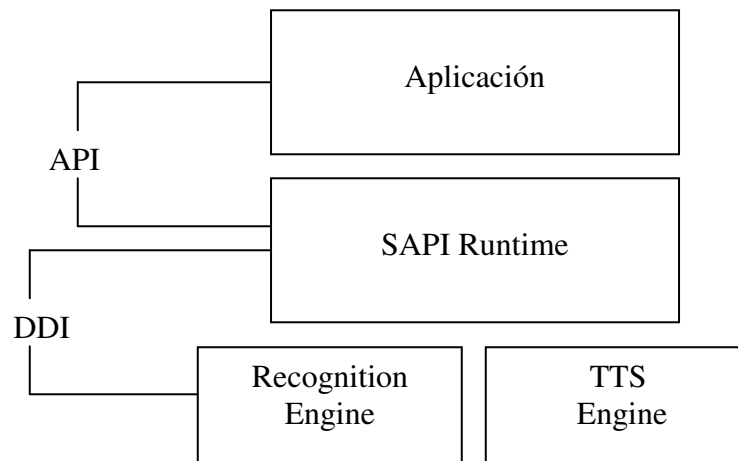 Aplicación
API
SAPI Runtime
DDI
Recognition
Engine
TTS
Engine